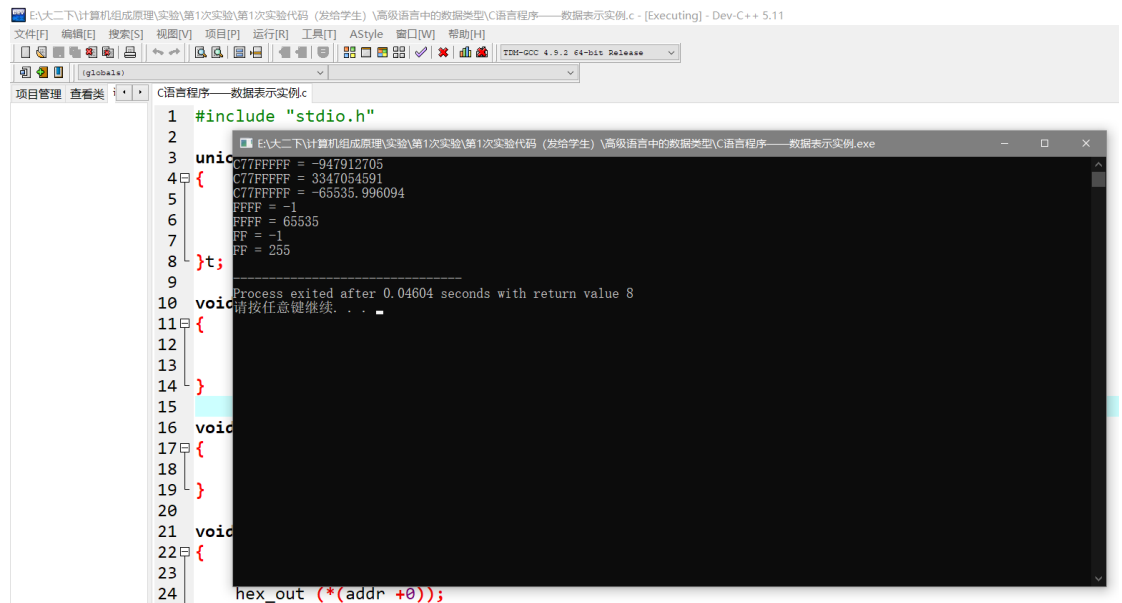 E:\大二下\计算机组成原理\实验\第1次实验\第1次实验代码（发给学生）\高级语言中的数据类型\C语言程序——数据表示实例.c - [Executing] - Dev-C++ 5.11
文件[F] 编辑[E] 搜索[S] 视图[V] 项目[P] 运行[R] 工具[T] AStyle 窗口[W] 帮助[H]
TDM-GCC 4.9.2 64-bit Release
(globals)
项目管理 查看类 C语言程序——数据表示实例.c
1 #include "stdio.h"
2
E:\大二下\计算机组成原理\实验\第1次实验\第1次实验代码（发给学生）\高级语言中的数据类型\C语言程序——数据表示实例.exe
3 unic
C77FFFFF = -947912705
4 {
C77FFFFF = 3347054591
5
C77FFFFF = -65535.996094
FFFF = -1
6
FFFF = 65535
7
FF = -1
8 }t;
FF = 255
--------------------------------
9
Process exited after 0.04604 seconds with return value 8
10 void
请按任意键继续. . .
11 {
12
13
14 }
15
16 void
17 {
18
19 }
20
21 void
22 {
23
24 hex_out (*(addr +0));